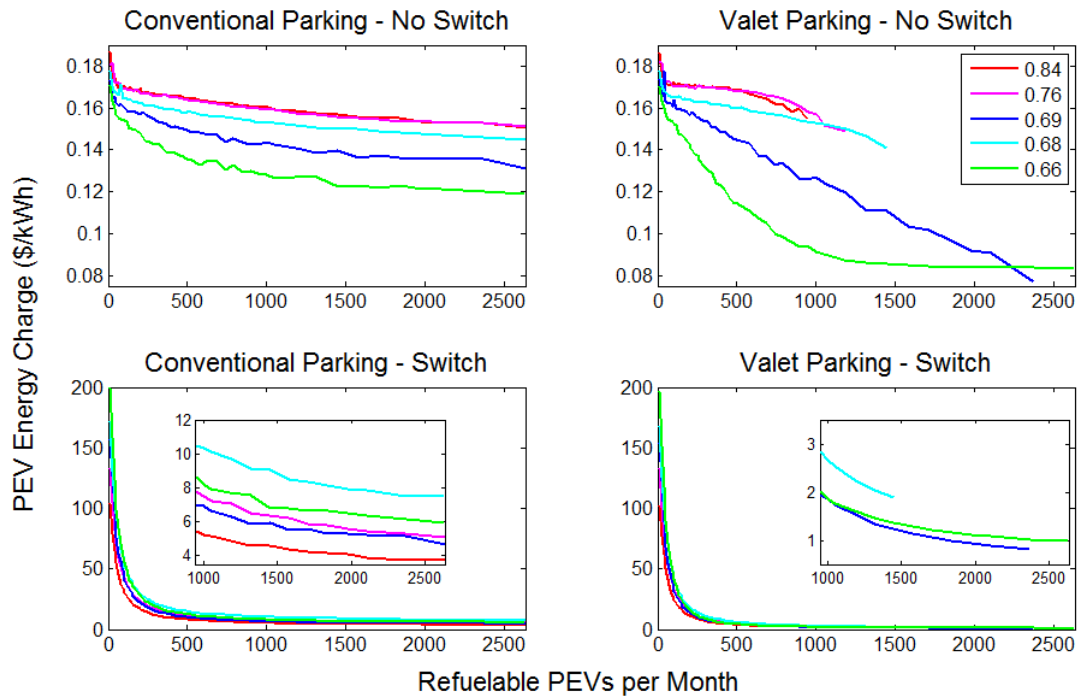 Conventional Parking - No Switch
0.18
0.16
0.14
0.12
0.1
0.08
0 500 1000 1500 2000 2500
Valet Parking - No Switch
0.18
0.16
0.14
0.12
0.1
0.08
0 500 1000 1500 2000 2500
0.84
0.76
0.69
0.68
0.66
PEV Energy Charge ($/kWh)
Conventional Parking - Switch
200
150
100
50
0
0 500 1000 1500 2000 2500
12
10
8
6
4
1000 1500 2000 2500
Valet Parking - Switch
200
150
100
50
0
0 500 1000 1500 2000 2500
3
2
1
1000 1500 2000 2500
Refuelable PEVs per Month